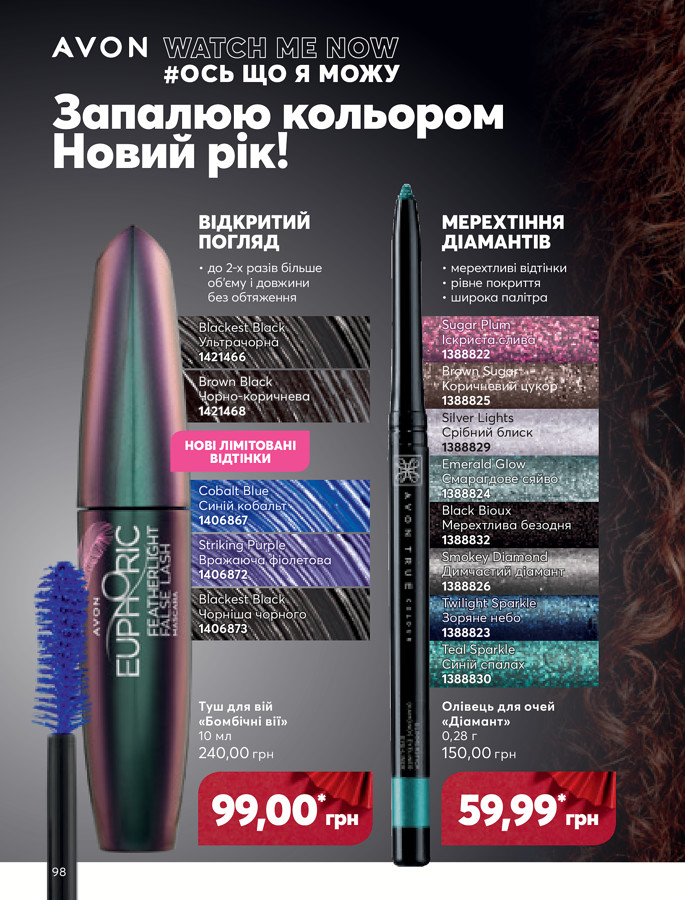 AVON WATCH ME NOW
#ОСЬ ЩО Я МОЖУ
Запалюю кольором
Новий рік!
ВІДКРИТИЙ
ПОГЛЯД
• до 2-х разів більше
об’єму і довжини
без обтяження
Blackest Black
Ультрачорна
1421466
Brown Black
Чорно-коричнева
1421468
НОВІ ЛІМІТОВАНІ
ВІДТІНКИ
Cobalt Blue
Синій кобальт
1406867
Striking Purple
Вражаюча фіолетова
1406872
Blackest Black
Чорніша чорного
1406873
Туш для вій
«Бомбічні вії»
10 мл
240,00 грн
99,00* грн
МЕРЕХТІННЯ
ДІАМАНТІВ
• мерехтливі відтінки
• рівне покриття
• широка палітра
Sugar Plum
Іскриста слива
1388822
Brown Sugar
Коричневий цукор
1388825
Silver Lights
Срібний блиск
1388829
Emerald Glow
Смарагдове сяйво
1388824
Black Bioux
Мерехтлива безодня
1388832
Smokey Diamond
Димчастий діамант
1388826
Twilight Sparkle
Зоряне небо
1388823
Teal Sparkle
Синій спалах
1388830
Олівець для очей
«Діамант»
0,28 г
150,00 грн
59,99* грн
AVON
EUPHORIC
FEATHERLIGHT
FALSE LASH
MASCARA
AVON TRUE
COLOUR
98